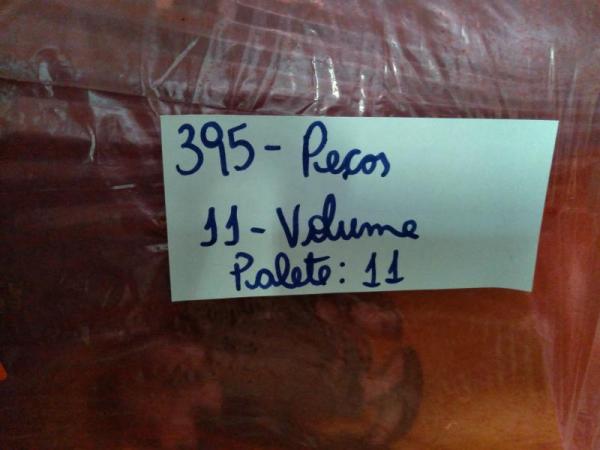 395 - Peças
11 - Volume
Palete: 11